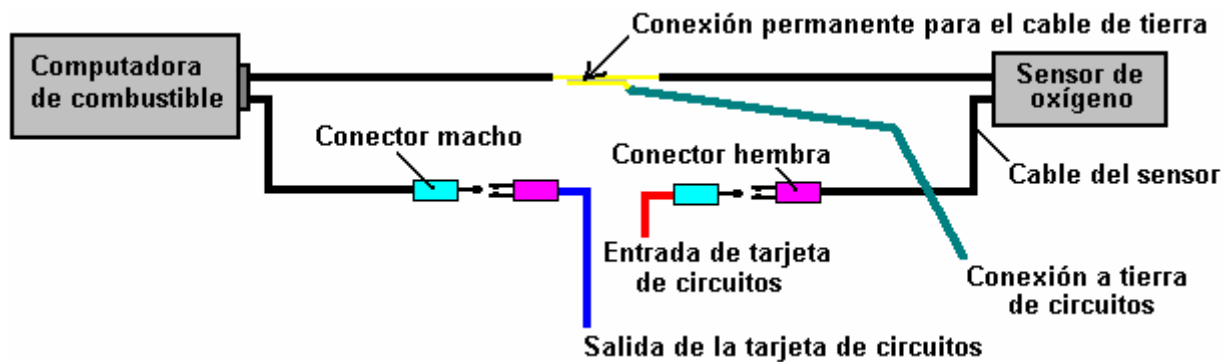 Conexión permanente para el cable de tierra
Computadora
de combustible
Sensor de
oxígeno
Conector macho
Conector hembra
Cable del sensor
Entrada de tarjeta
de circuitos
Conexión a tierra
de circuitos
Salida de la tarjeta de circuitos